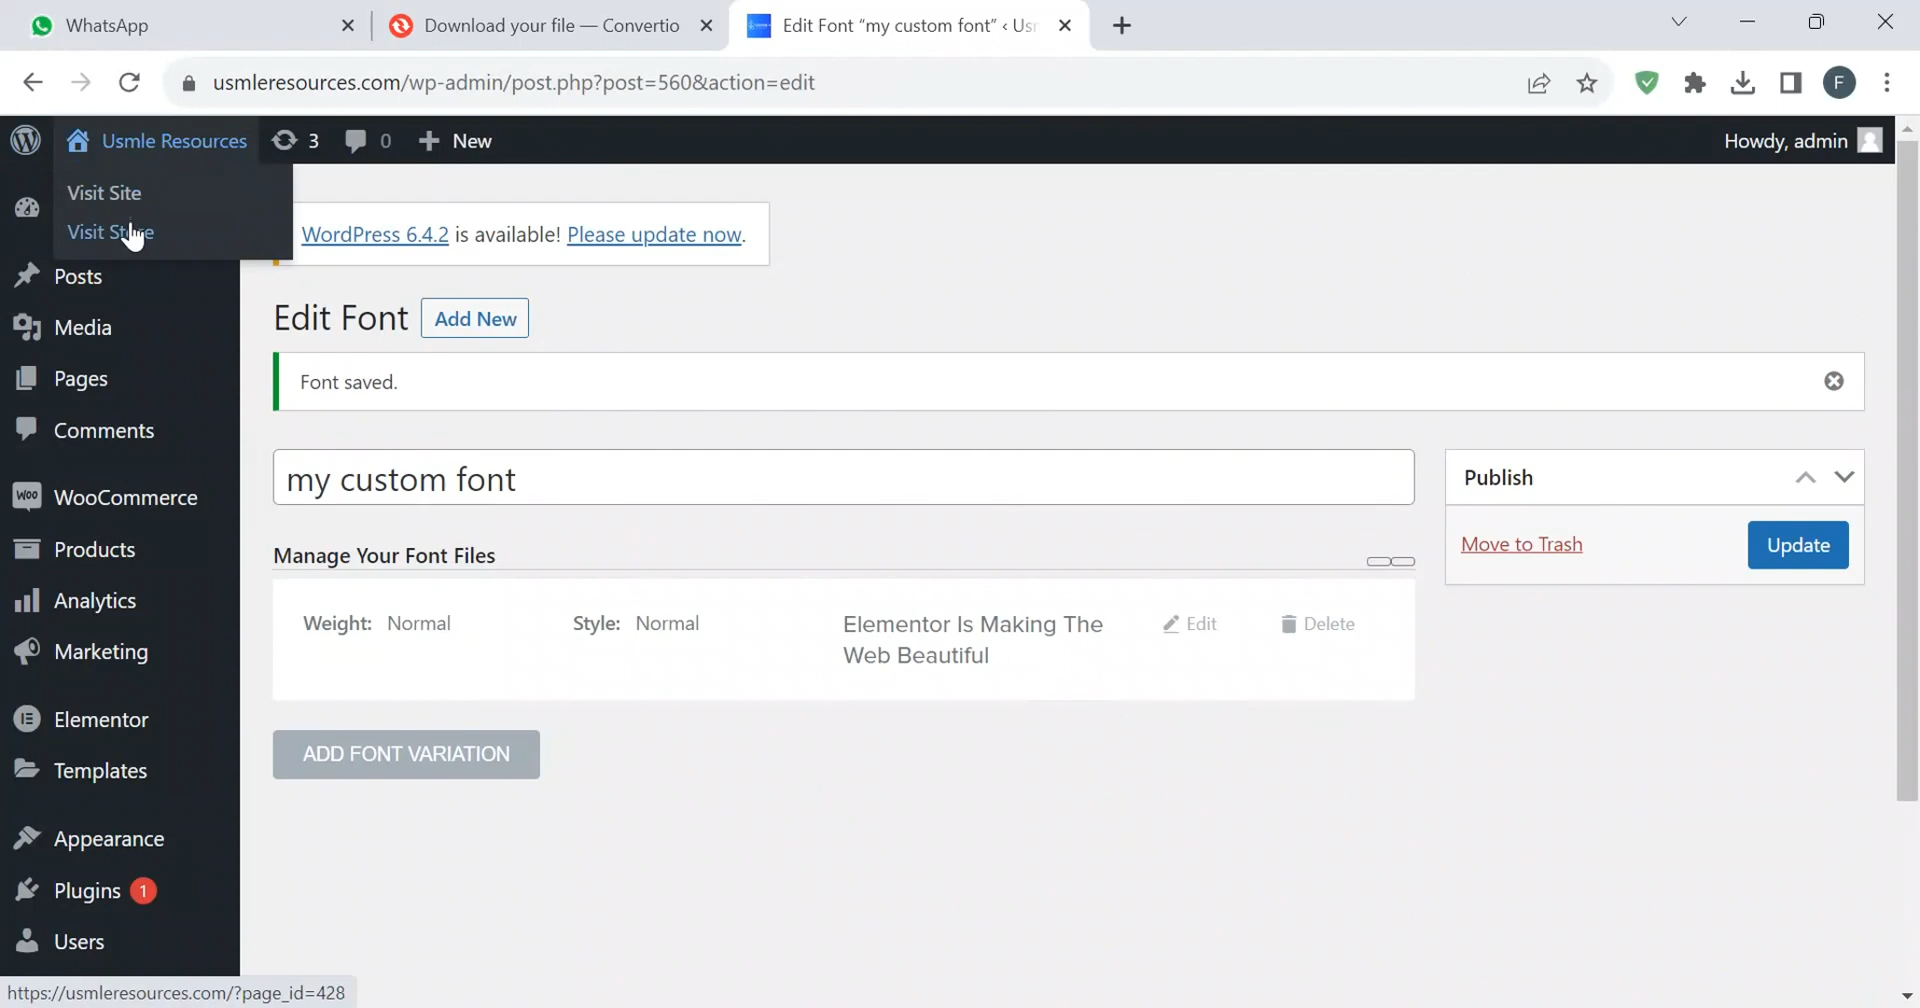 WhatsApp
Download your file — Convertio
Edit Font “my custom font” ‹ Usr
usmleresources.com/wp-admin/post.php?post=560&action=edit
F
Usmle Resources
3
0
New
Howdy, admin
Visit Site
Visit Store
WordPress 6.4.2 is available! Please update now.
Posts
Media
Pages
Comments
WooCommerce
Products
Analytics
Marketing
Elementor
Templates
Appearance
Plugins 1
Users
Edit Font
Add New
Font saved.
my custom font
Publish
Move to Trash
Update
Manage Your Font Files
Weight: Normal
Style: Normal
Elementor Is Making The
Web Beautiful
Edit
Delete
ADD FONT VARIATION
https://usmleresources.com/?page_id=428